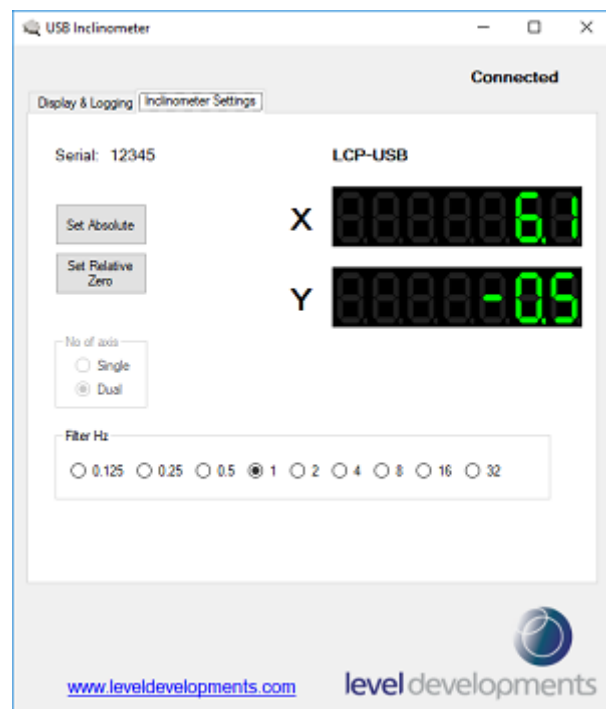 USB Inclinometer
Connected
Display & Logging Inclinometer Settings
Serial: 12345 LCP-USB
Set Absolute
X 6.1
Set Relative
Zero
Y -0.5
No of axis
Single
Dual
Filter Hz
0.125 0.25 0.5 1 2 4 8 16 32
www.leveldevelopments.com
level developments